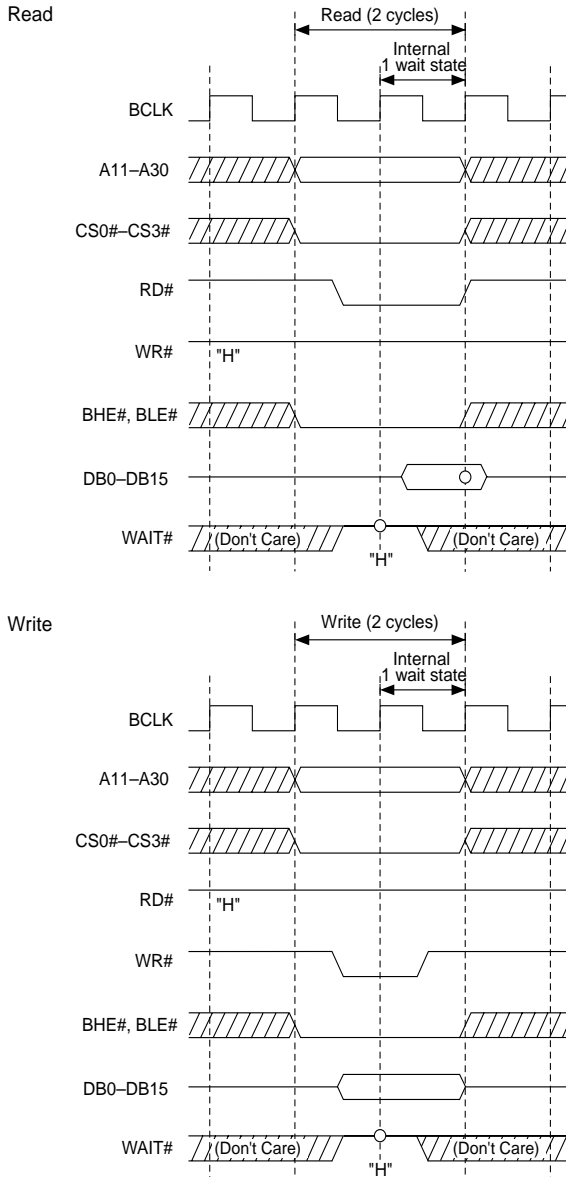 Read
Read (2 cycles)
Internal
1 wait state
BCLK
A11–A30
CS0#–CS3#
RD#
WR#
"H"
BHE#, BLE#
DB0–DB15
WAIT#
(Don't Care)
(Don't Care)
"H"
Write
Write (2 cycles)
Internal
1 wait state
BCLK
A11–A30
CS0#–CS3#
RD#
"H"
WR#
BHE#, BLE#
DB0–DB15
WAIT#
(Don't Care)
(Don't Care)
"H"